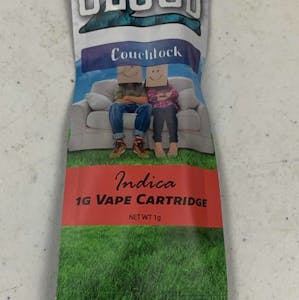 Couchlock
Indica
1G VAPE CARTRIDGE
NET WT 1g